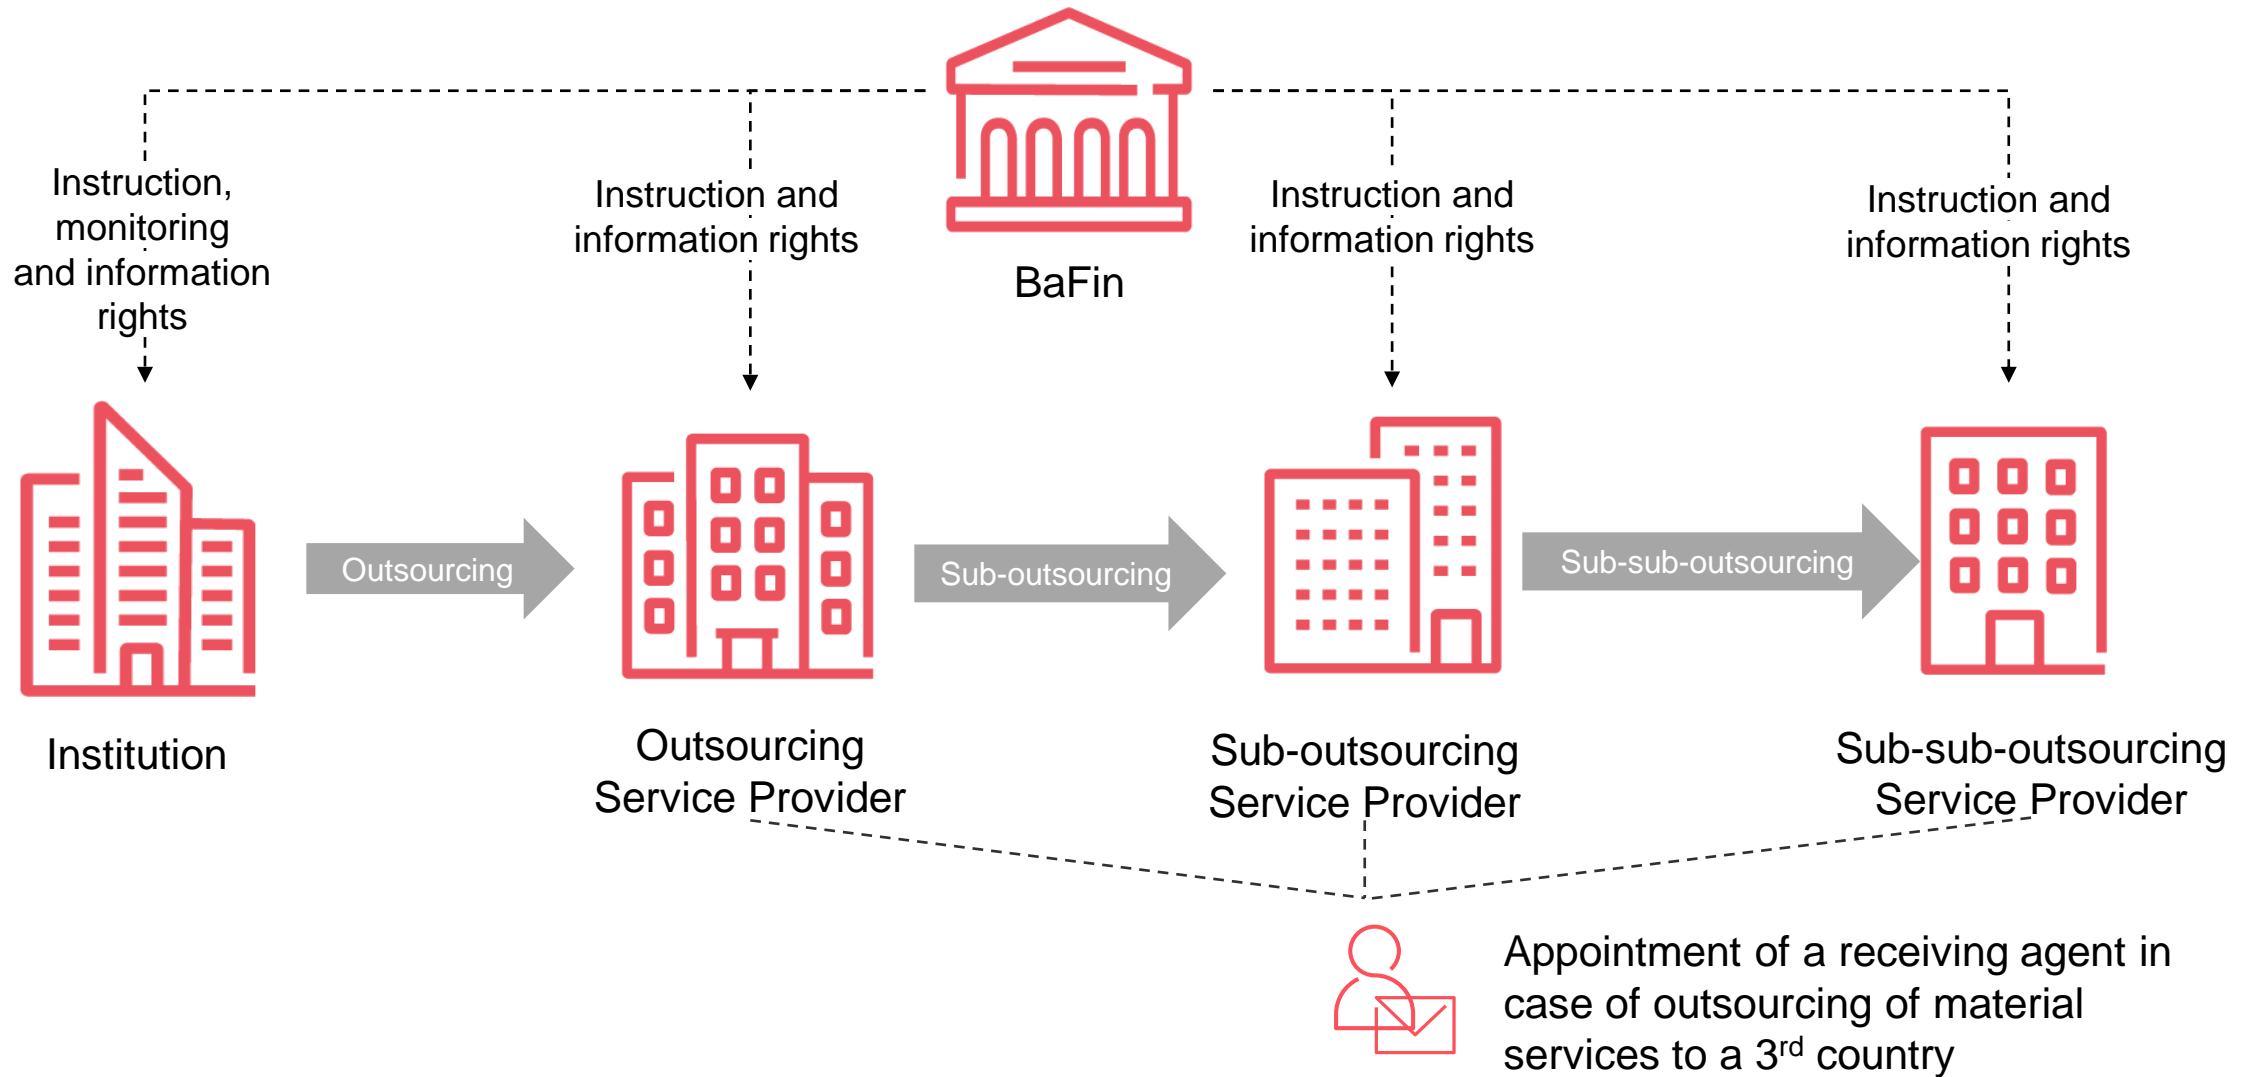 Instruction,
monitoring
and information
rights
Instruction and
information rights
BaFin
Instruction and
information rights
Instruction and
information rights
Outsourcing
Sub-outsourcing
Sub-sub-outsourcing
Institution
Outsourcing
Service Provider
Sub-outsourcing
Service Provider
Sub-sub-outsourcing
Service Provider
Appointment of a receiving agent in
case of outsourcing of material
services to a 3rd country